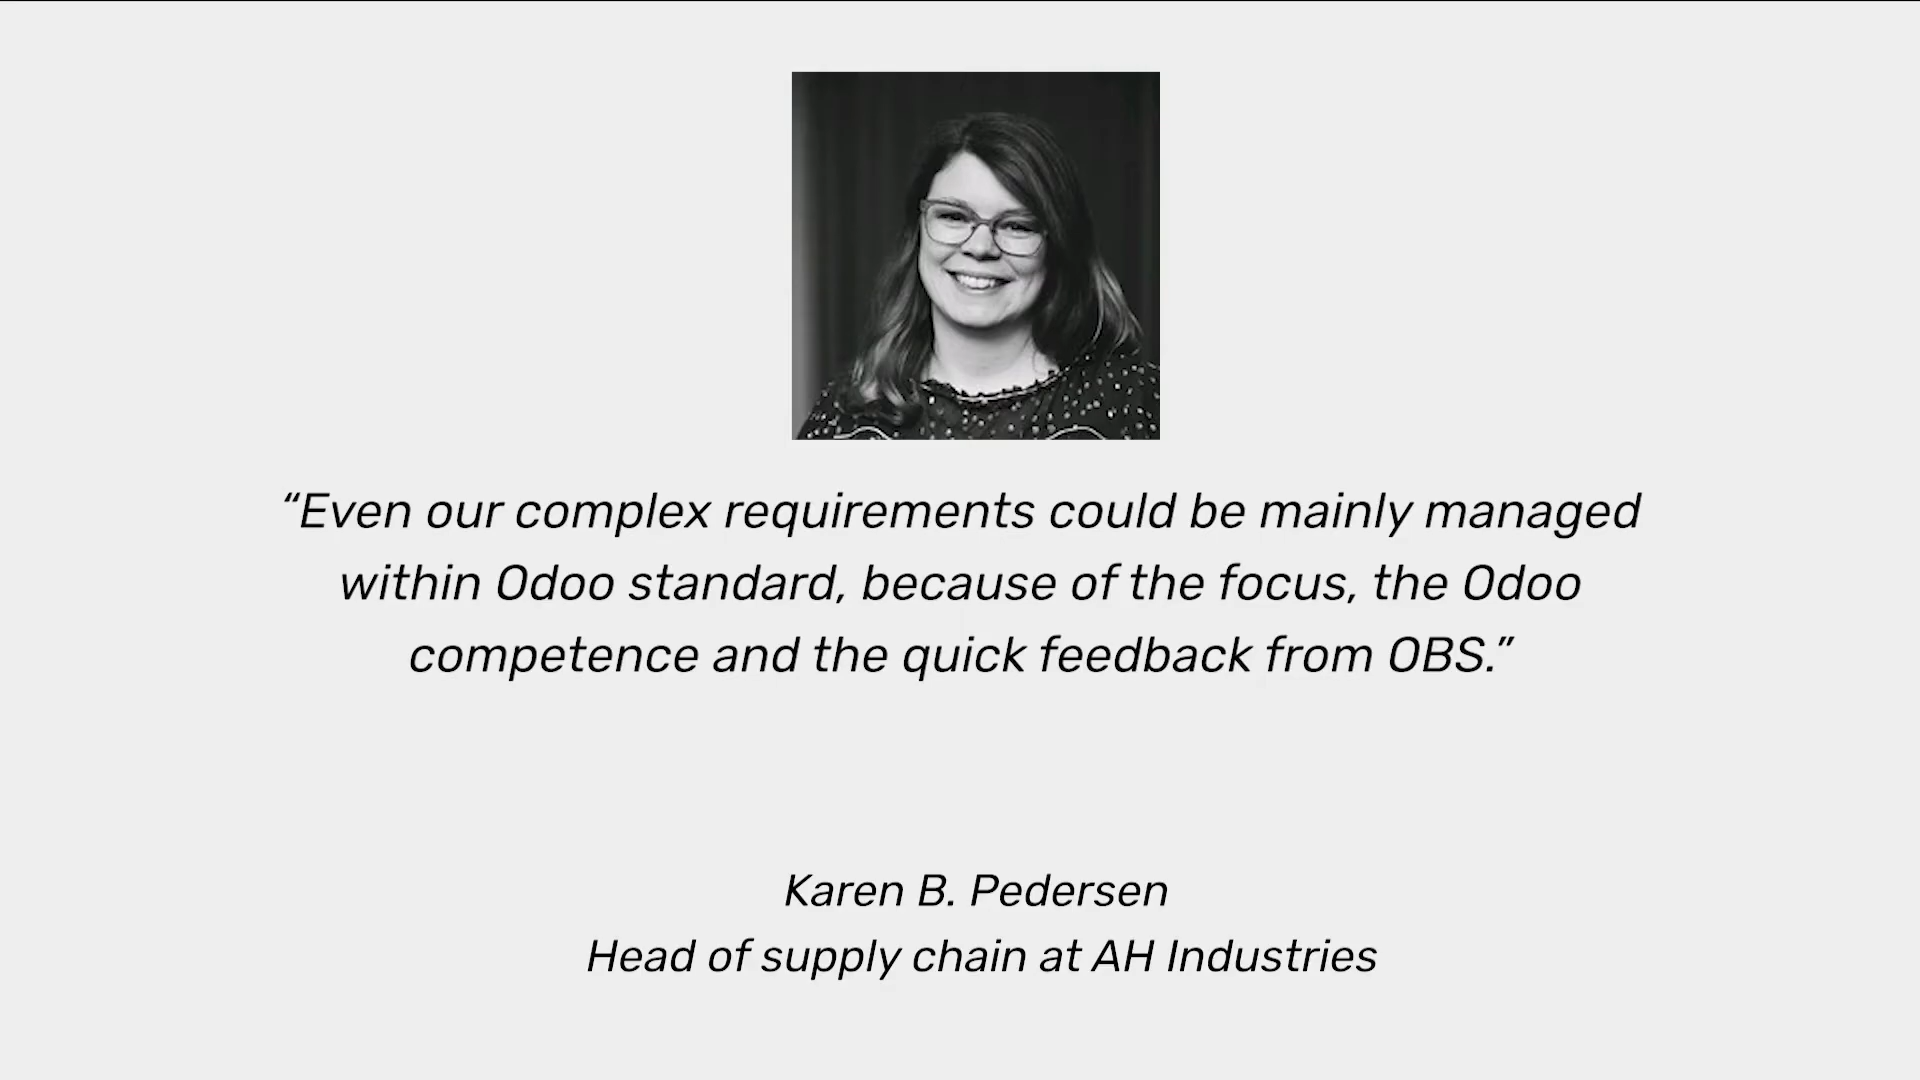 “Even our complex requirements could be mainly managed
within Odoo standard, because of the focus, the Odoo
competence and the quick feedback from OBS.”
Karen B. Pedersen
Head of supply chain at AH Industries